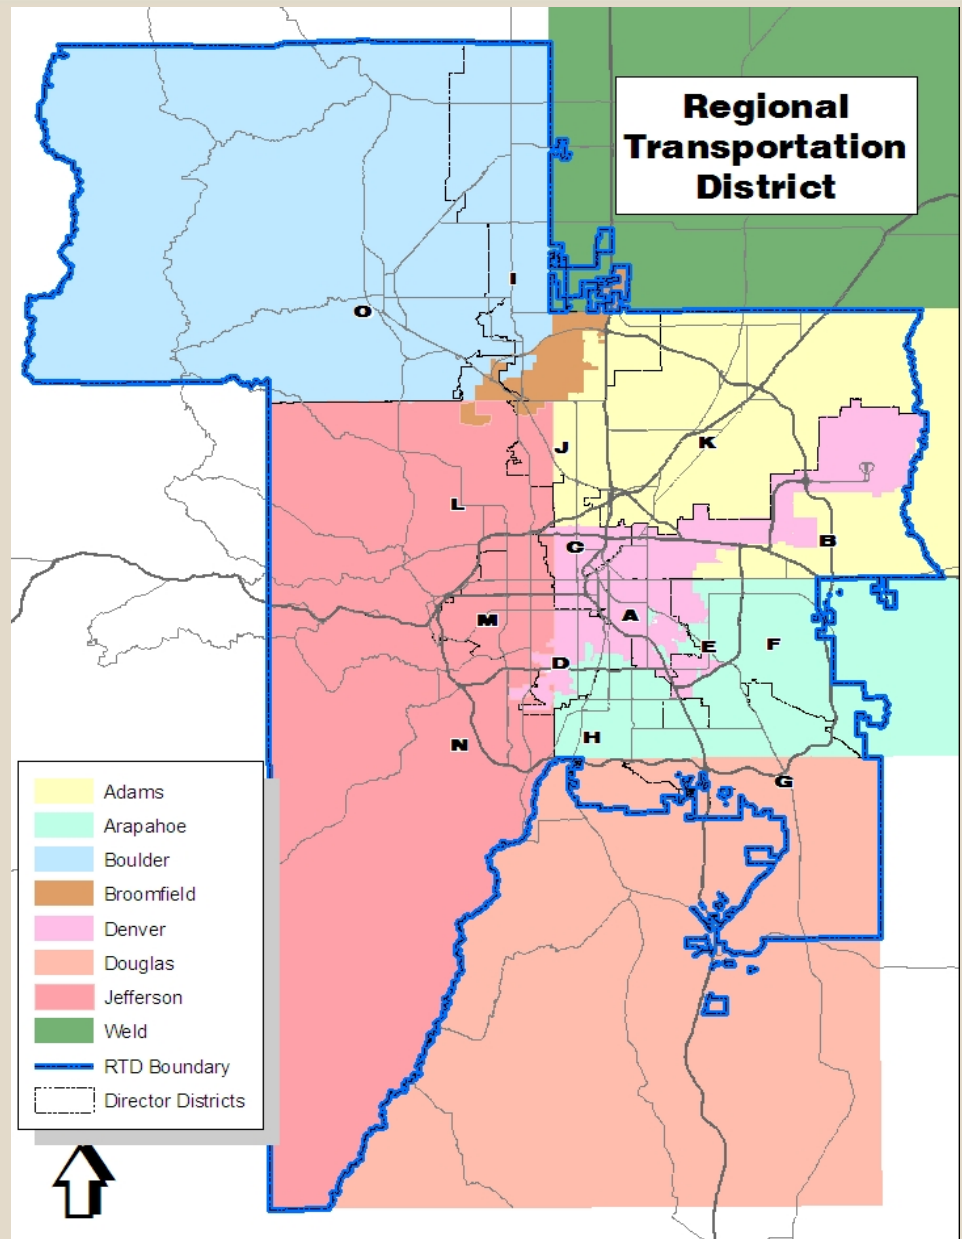 Regional
Transportation
District
I
O
J
K
L
C
B
A
M
E
F
D
H
N
G
Adams
Arapahoe
Boulder
Broomfield
Denver
Douglas
Jefferson
Weld
RTD Boundary
Director Districts